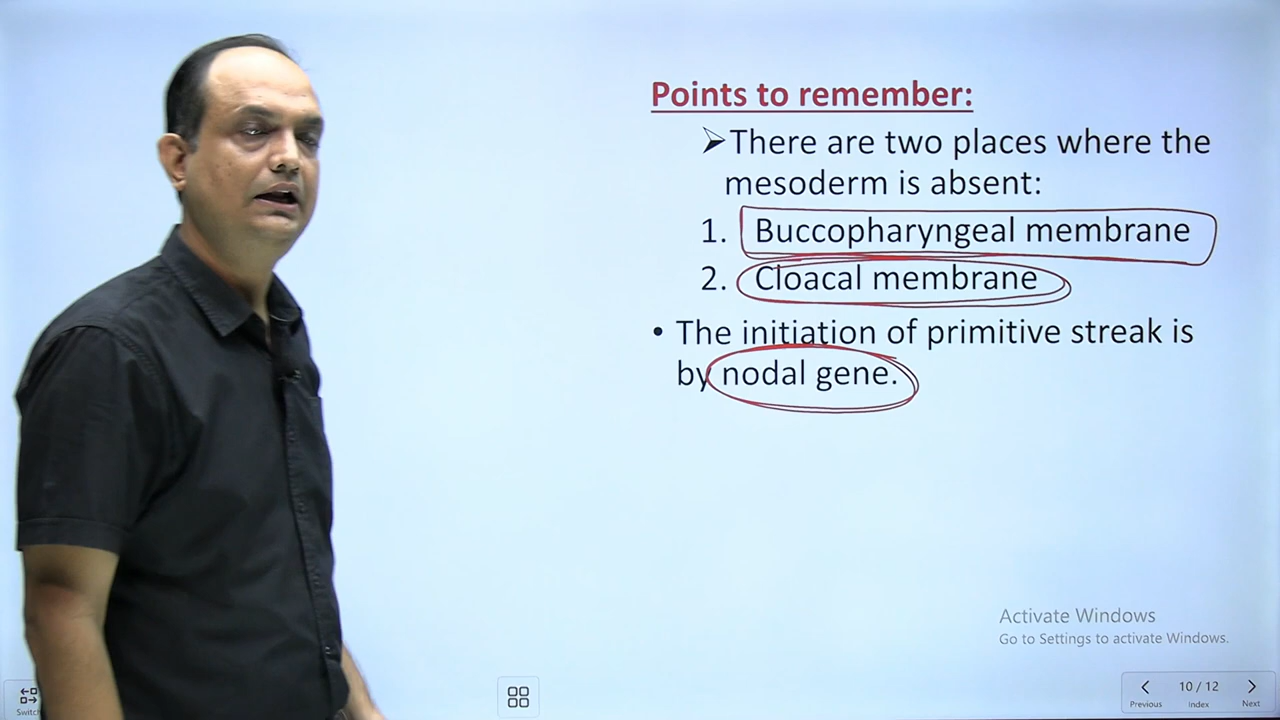 Points to remember:
➢There are two places where the
mesoderm is absent:
1. Buccopharyngeal membrane
2. Cloacal membrane
• The initiation of primitive streak is
by nodal gene.
Activate Windows
Go to Settings to activate Windows.
Switch
10 / 12
Previous Index Next